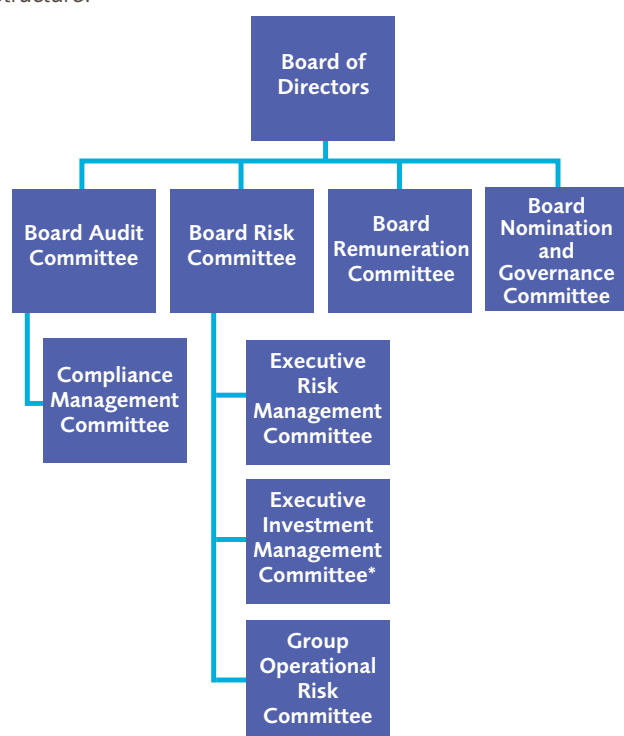 structure.
Board of
Directors
Board Audit
Committee
Board Risk
Committee
Board
Remuneration
Committee
Board
Nomination
and
Governance
Committee
Compliance
Management
Committee
Executive
Risk
Management
Committee
Executive
Investment
Management
Committee*
Group
Operational
Risk
Committee